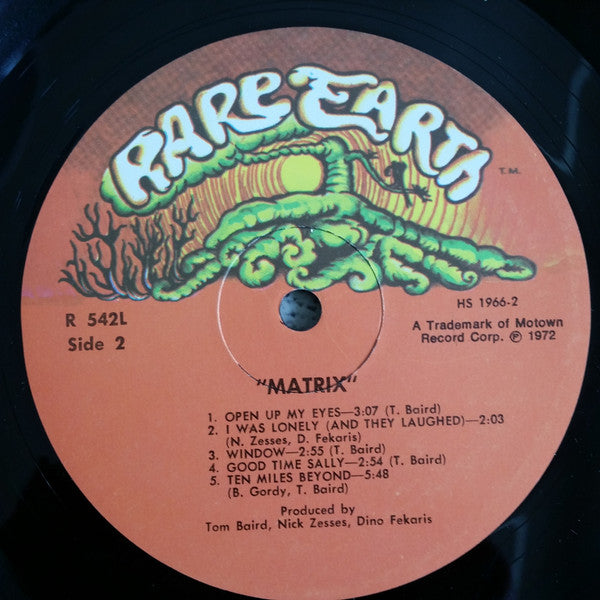 RARE EARTH
T.M.
R 542L
Side 2
HS 1966-2
A Trademark of Motown
Record Corp. ℗ 1972
"MATRIX"
1. OPEN UP MY EYES—3:07 (T. Baird)
2. I WAS LONELY (AND THEY LAUGHED)—2:03
(N. Zesses, D. Fekaris)
3. WINDOW—2:55 (T. Baird)
4. GOOD TIME SALLY—2:54 (T. Baird)
5. TEN MILES BEYOND—5:48
(B. Gordy, T. Baird)
Produced by
Tom Baird, Nick Zesses, Dino Fekaris